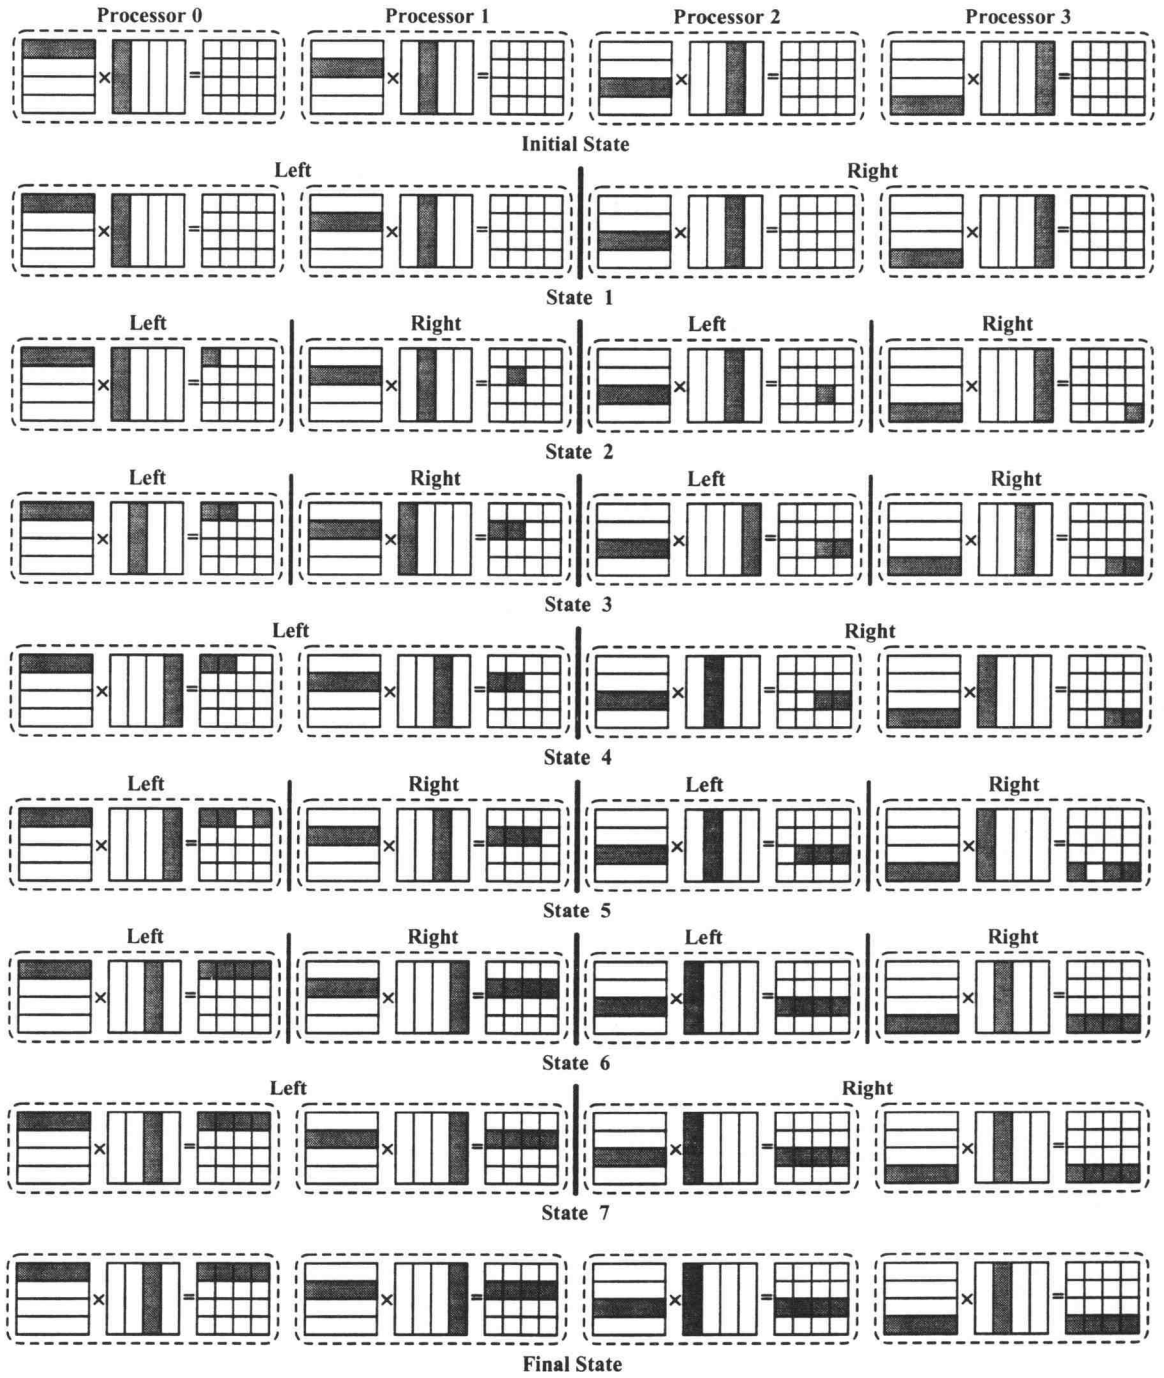 Processor 0 Processor 1 Processor 2 Processor 3
× = × = × = × =
Initial State
Left Right
× = × = × = × =
State 1
Left Right Left Right
× = × = × = × =
State 2
Left Right Left Right
× = × = × = × =
State 3
Left Right
× = × = × = × =
State 4
Left Right Left Right
× = × = × = × =
State 5
Left Right Left Right
× = × = × = × =
State 6
Left Right
× = × = × = × =
State 7
× = × = × = × =
Final State